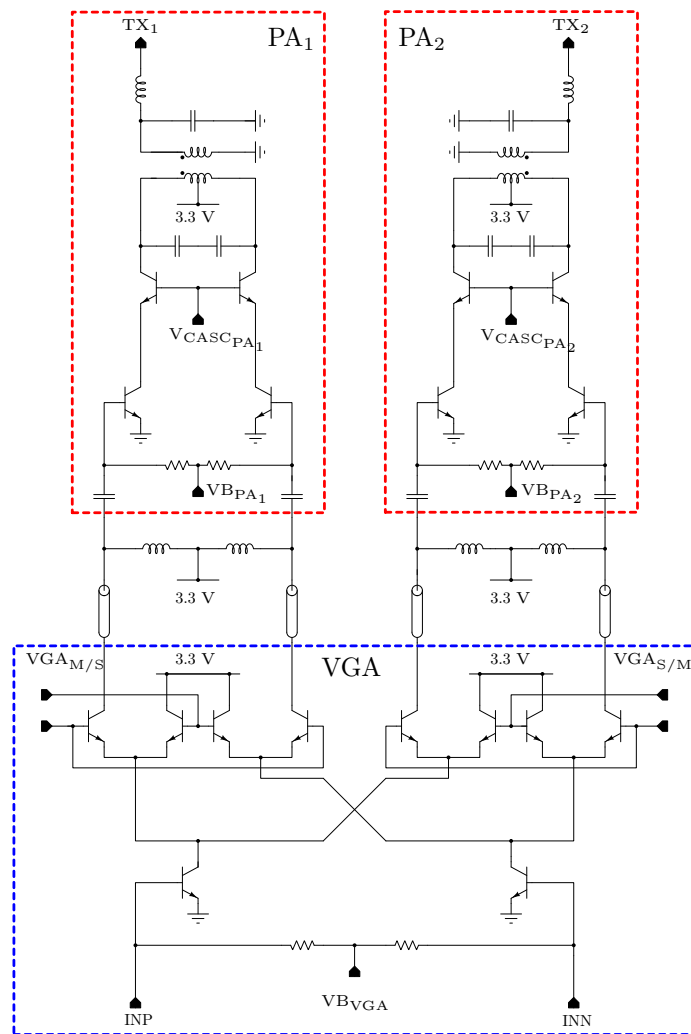 TX1 TX2
PA1 PA2
3.3 V 3.3 V
VCASCPA1 VCASCPA2
VBPA1 VBPA2
3.3 V 3.3 V
VGAM/S 3.3 V VGA 3.3 V VGAS/M
VBVGA
INP INN